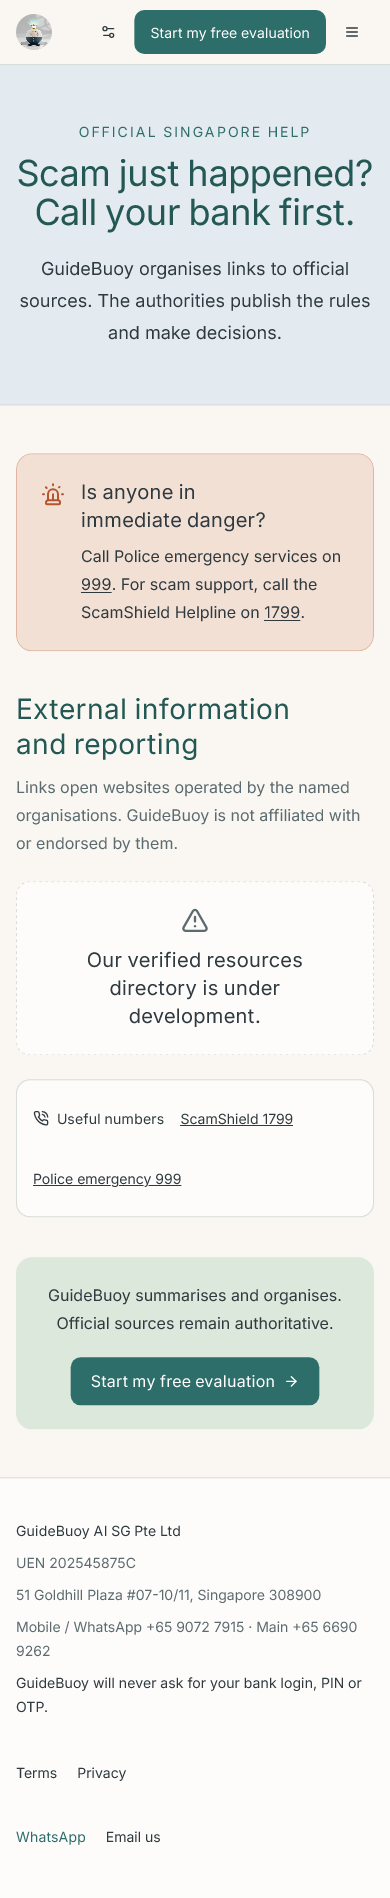 Start my free evaluation
OFFICIAL SINGAPORE HELP
Scam just happened?
Call your bank first.
GuideBuoy organises links to official
sources. The authorities publish the rules
and make decisions.
Is anyone in
immediate danger?
Call Police emergency services on
999. For scam support, call the
ScamShield Helpline on 1799.
External information
and reporting
Links open websites operated by the named
organisations. GuideBuoy is not affiliated with
or endorsed by them.
Our verified resources
directory is under
development.
Useful numbers ScamShield 1799
Police emergency 999
GuideBuoy summarises and organises.
Official sources remain authoritative.
Start my free evaluation →
GuideBuoy AI SG Pte Ltd
UEN 202545875C
51 Goldhill Plaza #07-10/11, Singapore 308900
Mobile / WhatsApp +65 9072 7915 · Main +65 6690
9262
GuideBuoy will never ask for your bank login, PIN or
OTP.
Terms Privacy
WhatsApp Email us